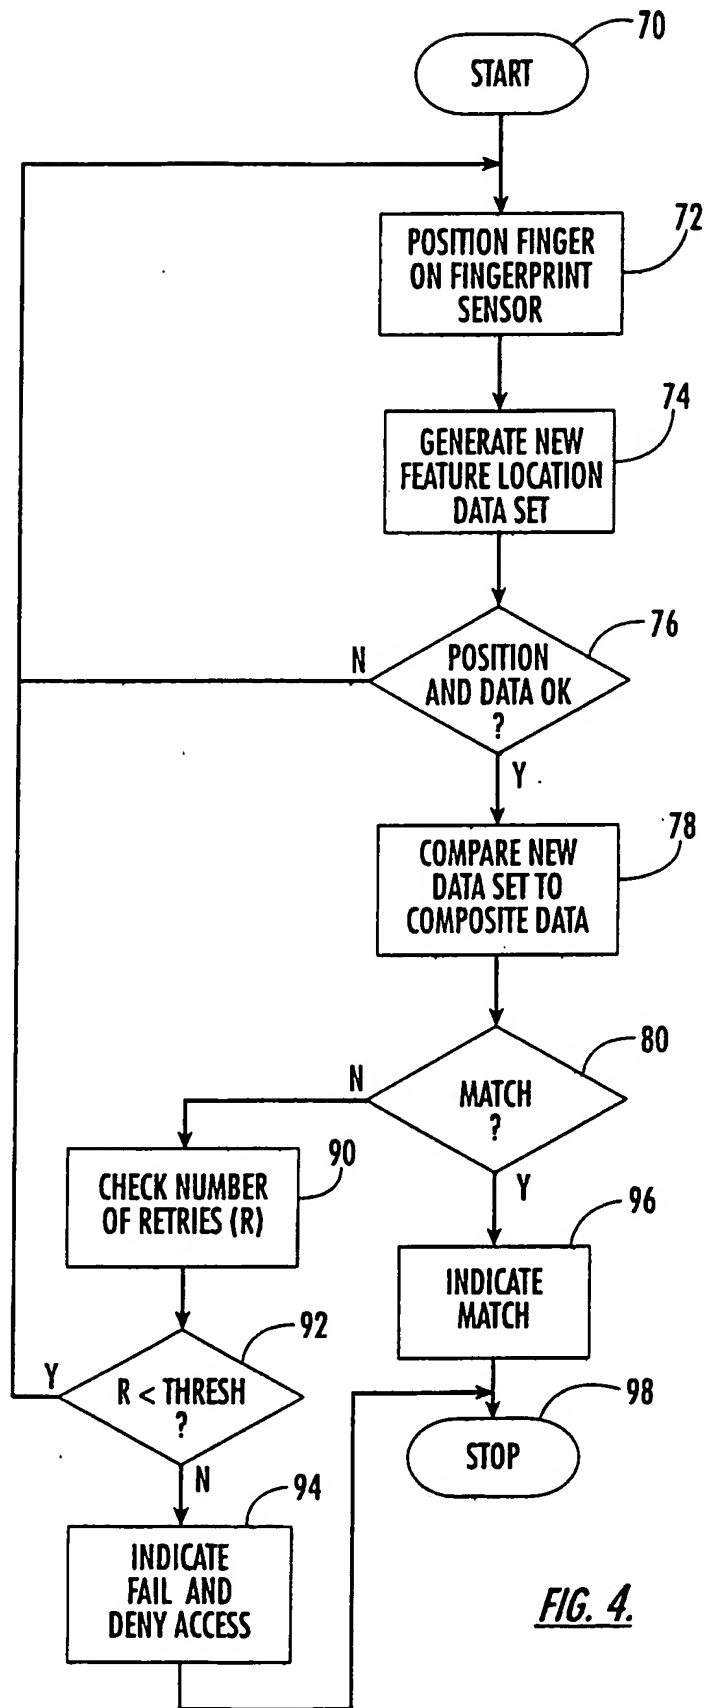 70
START
72
POSITION FINGER
ON FINGERPRINT
SENSOR
74
GENERATE NEW
FEATURE LOCATION
DATA SET
76
N
POSITION
AND DATA OK
?
Y
78
COMPARE NEW
DATA SET TO
COMPOSITE DATA
80
N
MATCH
?
Y
90
CHECK NUMBER
OF RETRIES (R)
96
INDICATE
MATCH
92
Y
R < THRESH
?
N
98
STOP
94
INDICATE
FAIL AND
DENY ACCESS
FIG. 4.